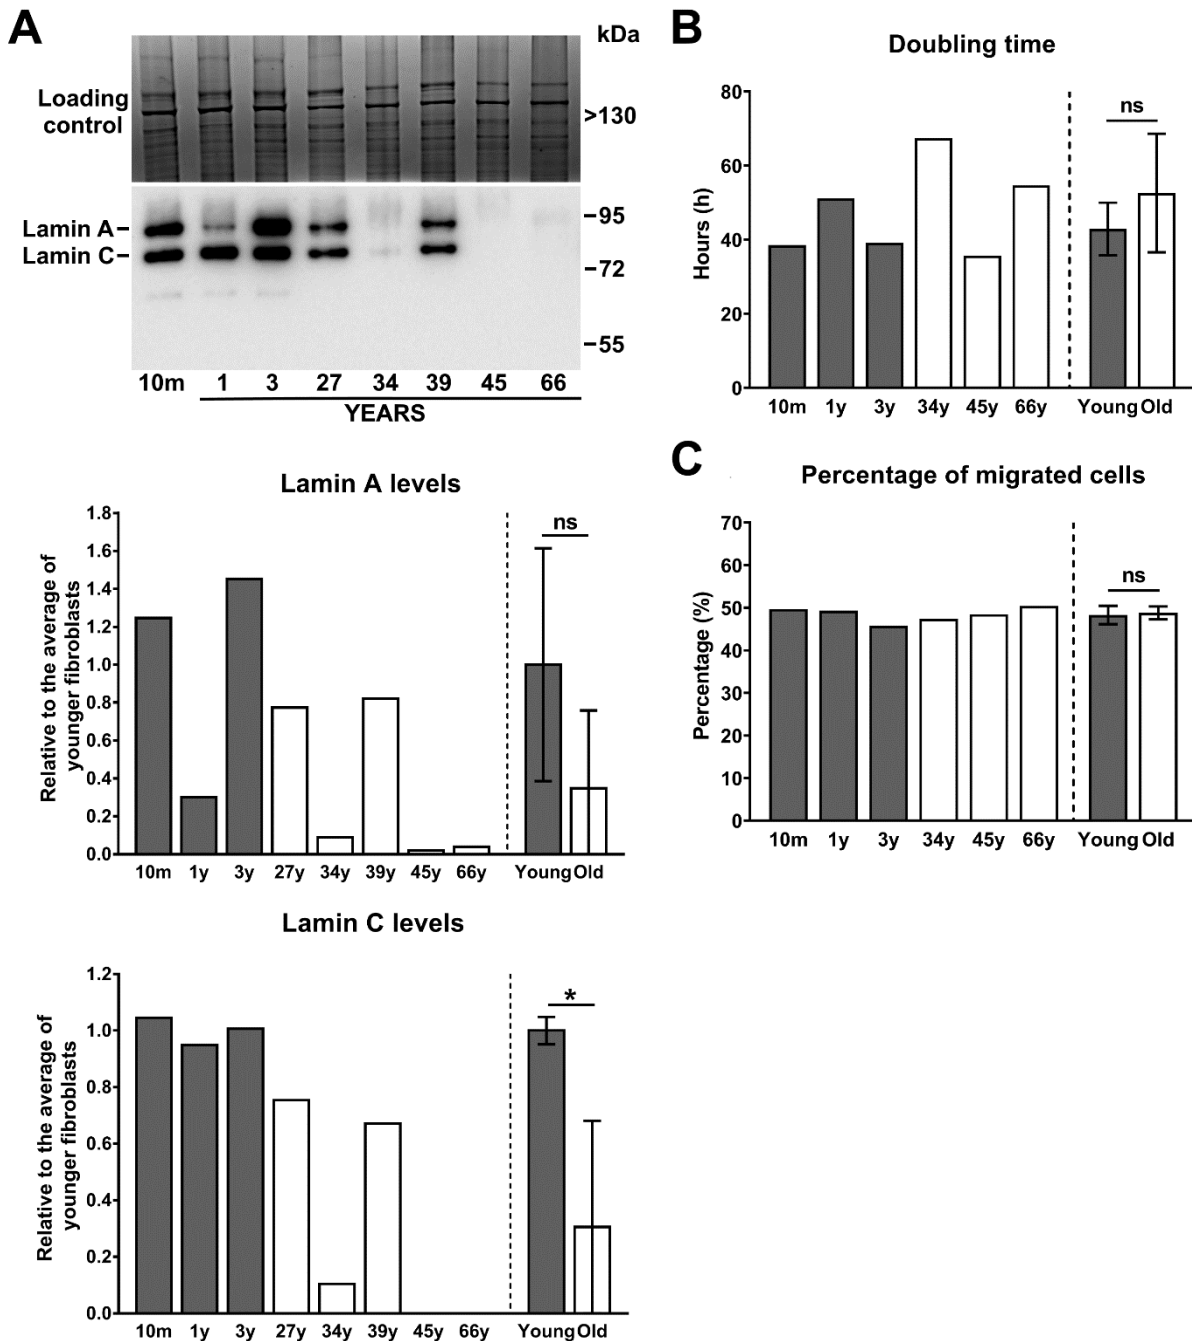 A
kDa
Loading
control
>130
Lamin A
Lamin C
95
72
55
10m 1 3 27 34 39 45 66
YEARS
Lamin A levels
Relative to the average of
younger fibroblasts
1.8
1.6
1.4
1.2
1.0
0.8
0.6
0.4
0.2
0.0
ns
10m 1y 3y 27y 34y 39y 45y 66y Young Old
Lamin C levels
Relative to the average of
younger fibroblasts
1.2
1.0
0.8
0.6
0.4
0.2
0.0
*
10m 1y 3y 27y 34y 39y 45y 66y Young Old
B
Doubling time
Hours (h)
80
60
40
20
0
ns
10m 1y 3y 34y 45y 66y Young Old
C
Percentage of migrated cells
Percentage (%)
70
60
50
40
30
20
10
0
ns
10m 1y 3y 34y 45y 66y Young Old